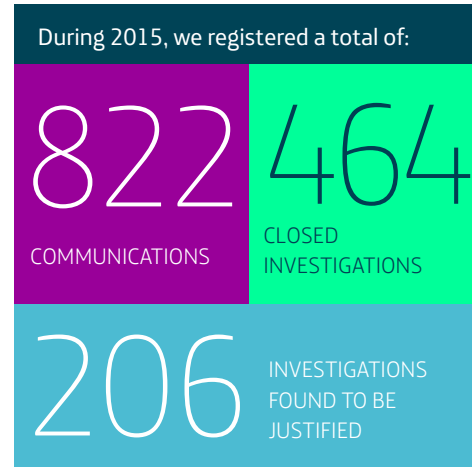 During 2015, we registered a total of:
822
COMMUNICATIONS
464
CLOSED
INVESTIGATIONS
206
INVESTIGATIONS
FOUND TO BE
JUSTIFIED